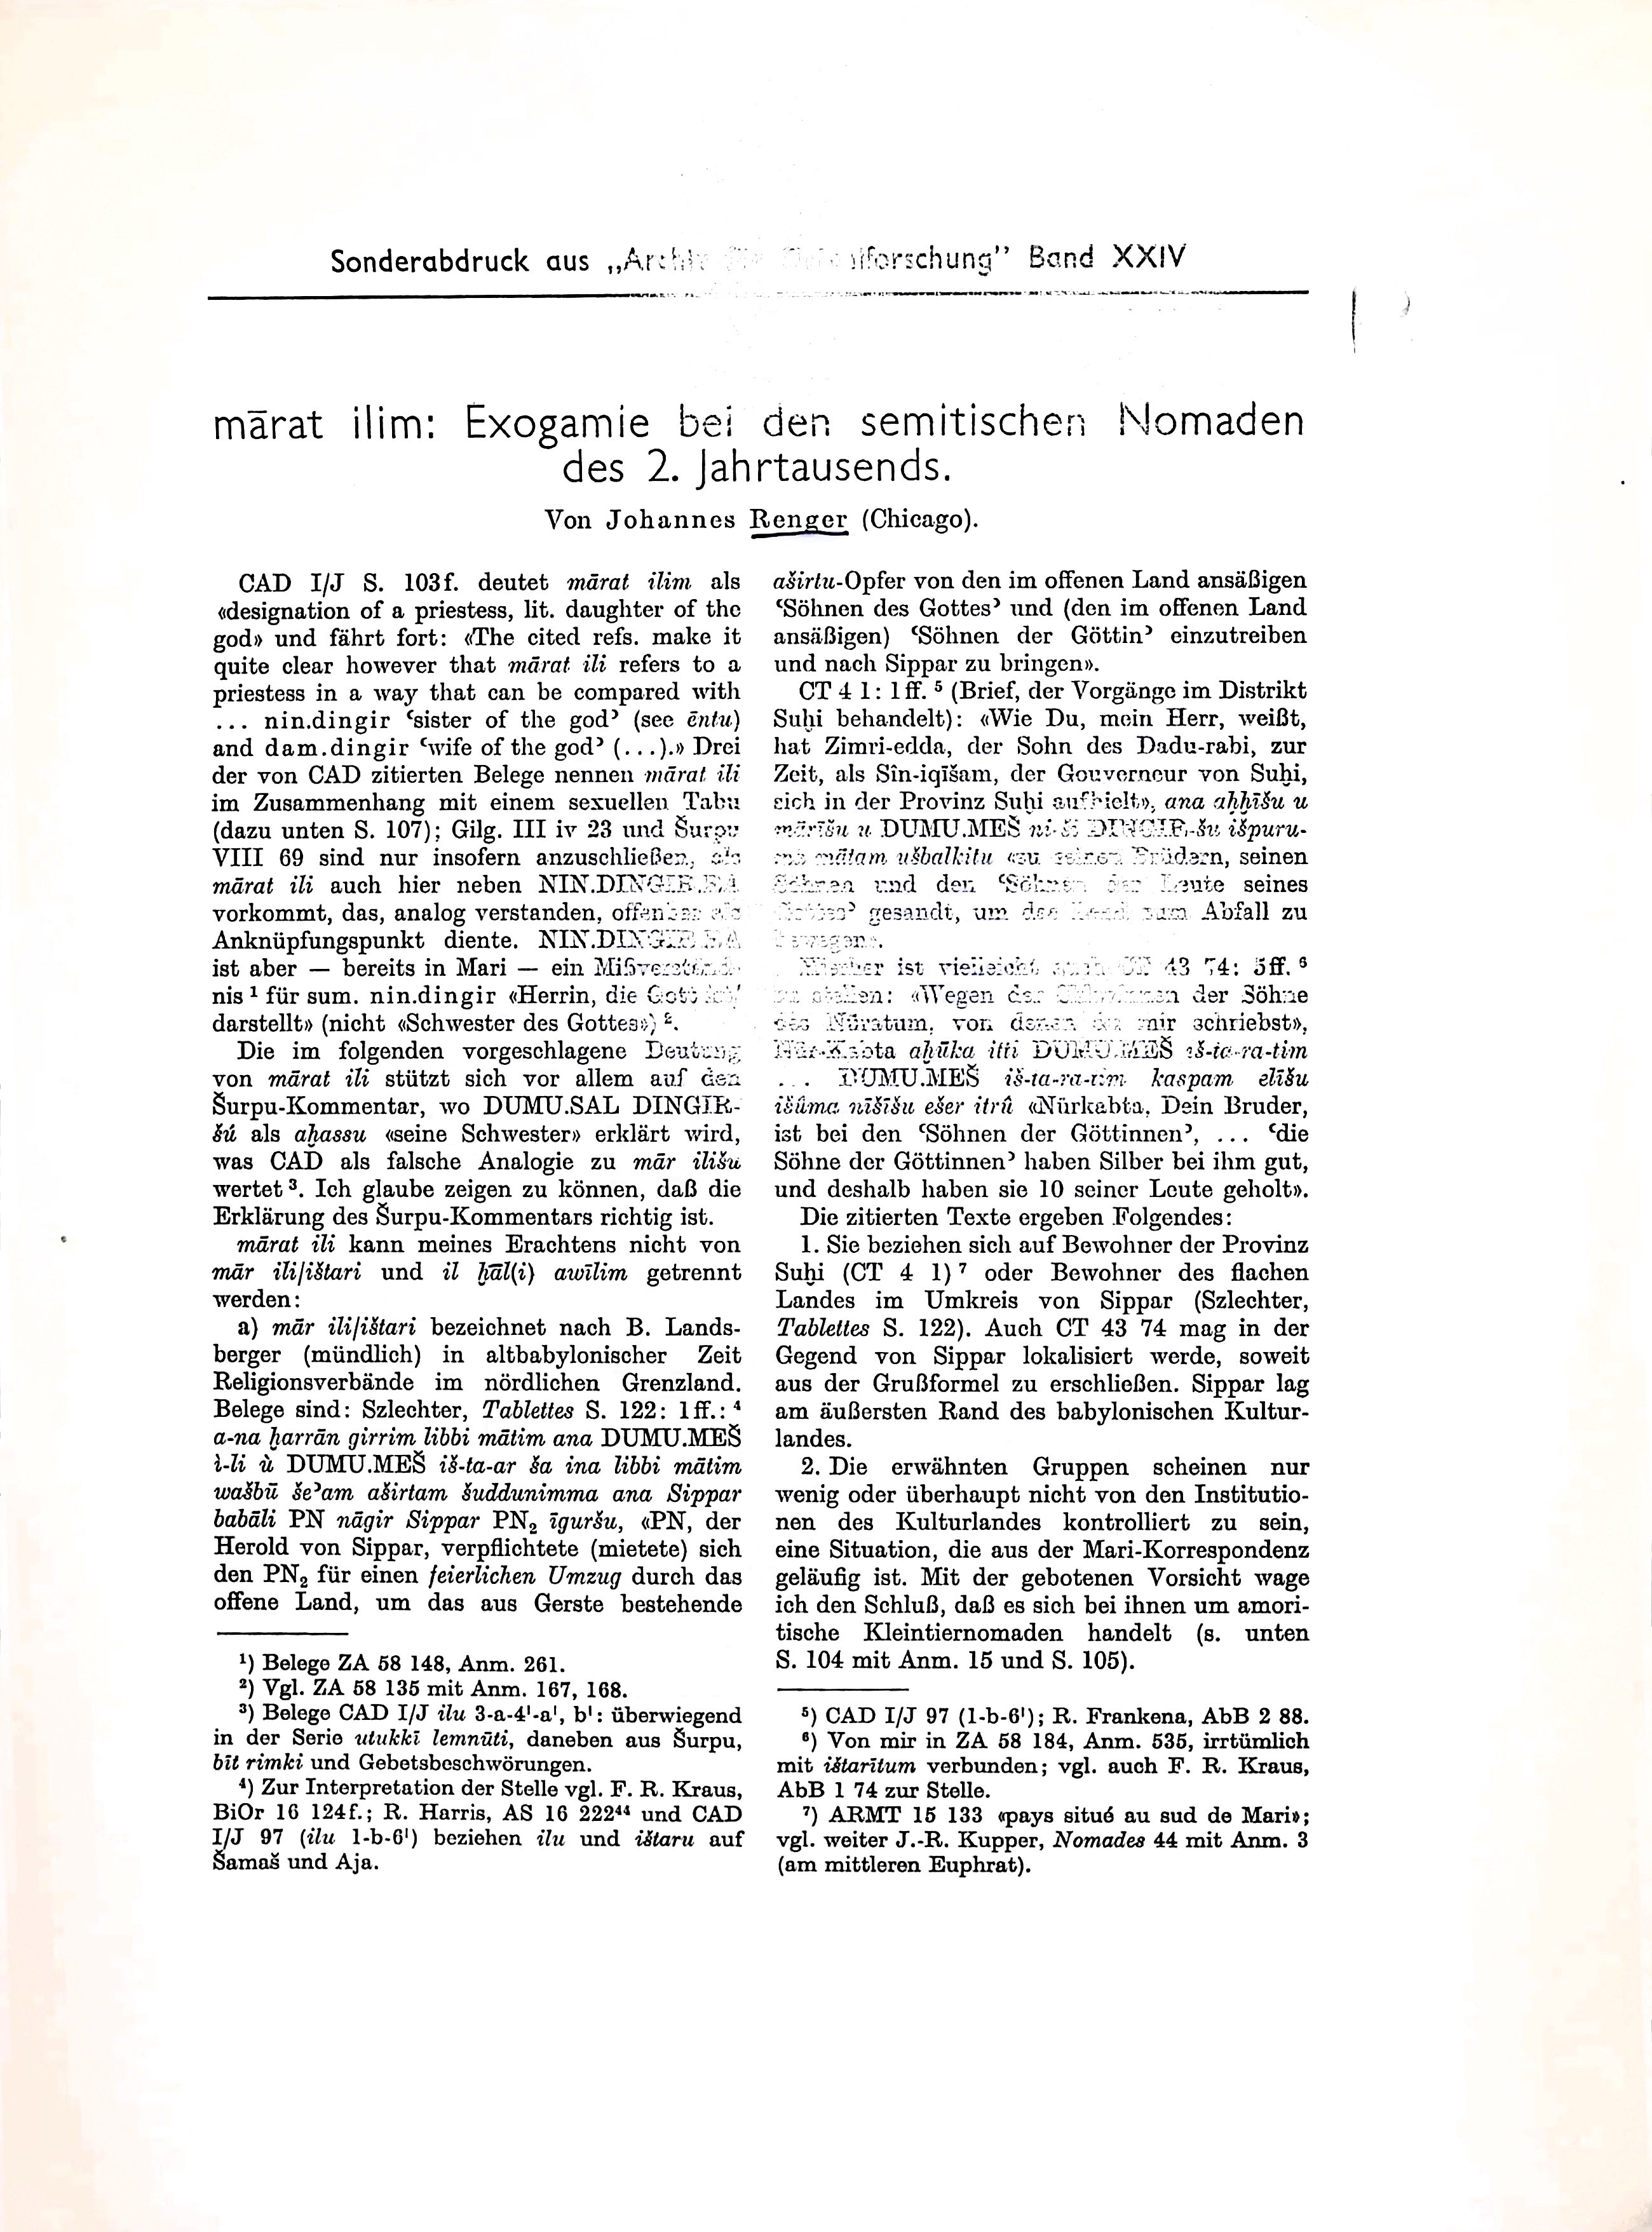 Sonderabdruck aus „Archiv Orientforschung" Band XXIV
mārat ilim: Exogamie bei den semitischen Nomaden
des 2. Jahrtausends.
Von Johannes Renger (Chicago).
CAD I/J S. 103f. deutet mārat ilim als
«designation of a priestess, lit. daughter of the
god» und fährt fort: «The cited refs. make it
quite clear however that mārat ili refers to a
priestess in a way that can be compared with
... nin.dingir ʿsister of the godʾ (see ēntu)
and dam.dingir ʿwife of the godʾ (...).» Drei
der von CAD zitierten Belege nennen mārat ili
im Zusammenhang mit einem sexuellen Tabu
(dazu unten S. 107); Gilg. III iv 23 und Šurpu
VIII 69 sind nur insofern anzuschließen, als
mārat ili auch hier neben NIN.DINGIR.RA
vorkommt, das, analog verstanden, offenbar als
Anknüpfungspunkt diente. NIN.DINGIR.RA
ist aber — bereits in Mari — ein Mißverständ-
nis ¹ für sum. nin.dingir «Herrin, die Gott ist/
darstellt» (nicht «Schwester des Gottes») ².
Die im folgenden vorgeschlagene Deutung
von mārat ili stützt sich vor allem auf den
Šurpu-Kommentar, wo DUMU.SAL DINGIR-
šú als aḫassu «seine Schwester» erklärt wird,
was CAD als falsche Analogie zu mār ilišu
wertet ³. Ich glaube zeigen zu können, daß die
Erklärung des Šurpu-Kommentars richtig ist.
mārat ili kann meines Erachtens nicht von
mār ili/ištari und il ḫāl(i) awīlim getrennt
werden:
a) mār ili/ištari bezeichnet nach B. Lands-
berger (mündlich) in altbabylonischer Zeit
Religionsverbände im nördlichen Grenzland.
Belege sind: Szlechter, Tablettes S. 122: 1ff.: ⁴
a-na ḫarrān girrim libbi mātim ana DUMU.MEŠ
ì-li ù DUMU.MEŠ iš-ta-ar ša ina libbi mātim
wašbū šeʾam aširtam šuddunimma ana Sippar
babāli PN nāgir Sippar PN₂ īguršu, «PN, der
Herold von Sippar, verpflichtete (mietete) sich
den PN₂ für einen feierlichen Umzug durch das
offene Land, um das aus Gerste bestehende
¹) Belege ZA 58 148, Anm. 261.
²) Vgl. ZA 58 135 mit Anm. 167, 168.
³) Belege CAD I/J ilu 3-a-4'-a', b': überwiegend
in der Serie utukkī lemnūti, daneben aus Šurpu,
bīt rimki und Gebetsbeschwörungen.
⁴) Zur Interpretation der Stelle vgl. F. R. Kraus,
BiOr 16 124f.; R. Harris, AS 16 222⁴⁴ und CAD
I/J 97 (ilu 1-b-6') beziehen ilu und ištaru auf
Šamaš und Aja.
aširtu-Opfer von den im offenen Land ansäßigen
ʿSöhnen des Gottesʾ und (den im offenen Land
ansäßigen) ʿSöhnen der Göttinʾ einzutreiben
und nach Sippar zu bringen».
CT 4 1: 1ff. ⁵ (Brief, der Vorgänge im Distrikt
Suḫi behandelt): «Wie Du, mein Herr, weißt,
hat Zimri-edda, der Sohn des Dadu-rabi, zur
Zeit, als Sîn-iqīšam, der Gouverneur von Suḫi,
sich in der Provinz Suḫi aufhielt», ana aḫḫīšu u
mārīšu u DUMU.MEŠ ni-ši DINGIR-šu išpuru-
ma mātam ušbalkitu «zu seinen Brüdern, seinen
Söhnen und den ʿSöhnen der Leute seines
Gottesʾ gesandt, um das Land zum Abfall zu
bewegen».
Hierher ist vielleicht auch CT 43 74: 5ff. ⁶
zu stellen: «Wegen der der Söhne
des Nūratum, von denen du mir schriebst»,
Nūr-Kabta aḫūka itti DUMU.MEŠ iš-ta-ra-tim
... DUMU.MEŠ iš-ta-ra-tim kaspam elīšu
išûma nīšīšu ešer itrû «Nūrkabta, Dein Bruder,
ist bei den ʿSöhnen der Göttinnenʾ, ... ʿdie
Söhne der Göttinnenʾ haben Silber bei ihm gut,
und deshalb haben sie 10 seiner Leute geholt».
Die zitierten Texte ergeben Folgendes:
1. Sie beziehen sich auf Bewohner der Provinz
Suḫi (CT 4 1) ⁷ oder Bewohner des flachen
Landes im Umkreis von Sippar (Szlechter,
Tablettes S. 122). Auch CT 43 74 mag in der
Gegend von Sippar lokalisiert werde, soweit
aus der Grußformel zu erschließen. Sippar lag
am äußersten Rand des babylonischen Kultur-
landes.
2. Die erwähnten Gruppen scheinen nur
wenig oder überhaupt nicht von den Institutio-
nen des Kulturlandes kontrolliert zu sein,
eine Situation, die aus der Mari-Korrespondenz
geläufig ist. Mit der gebotenen Vorsicht wage
ich den Schluß, daß es sich bei ihnen um amori-
tische Kleintiernomaden handelt (s. unten
S. 104 mit Anm. 15 und S. 105).
⁵) CAD I/J 97 (1-b-6'); R. Frankena, AbB 2 88.
⁶) Von mir in ZA 58 184, Anm. 535, irrtümlich
mit ištarītum verbunden; vgl. auch F. R. Kraus,
AbB 1 74 zur Stelle.
⁷) ARMT 15 133 «pays situé au sud de Mari»;
vgl. weiter J.-R. Kupper, Nomades 44 mit Anm. 3
(am mittleren Euphrat).